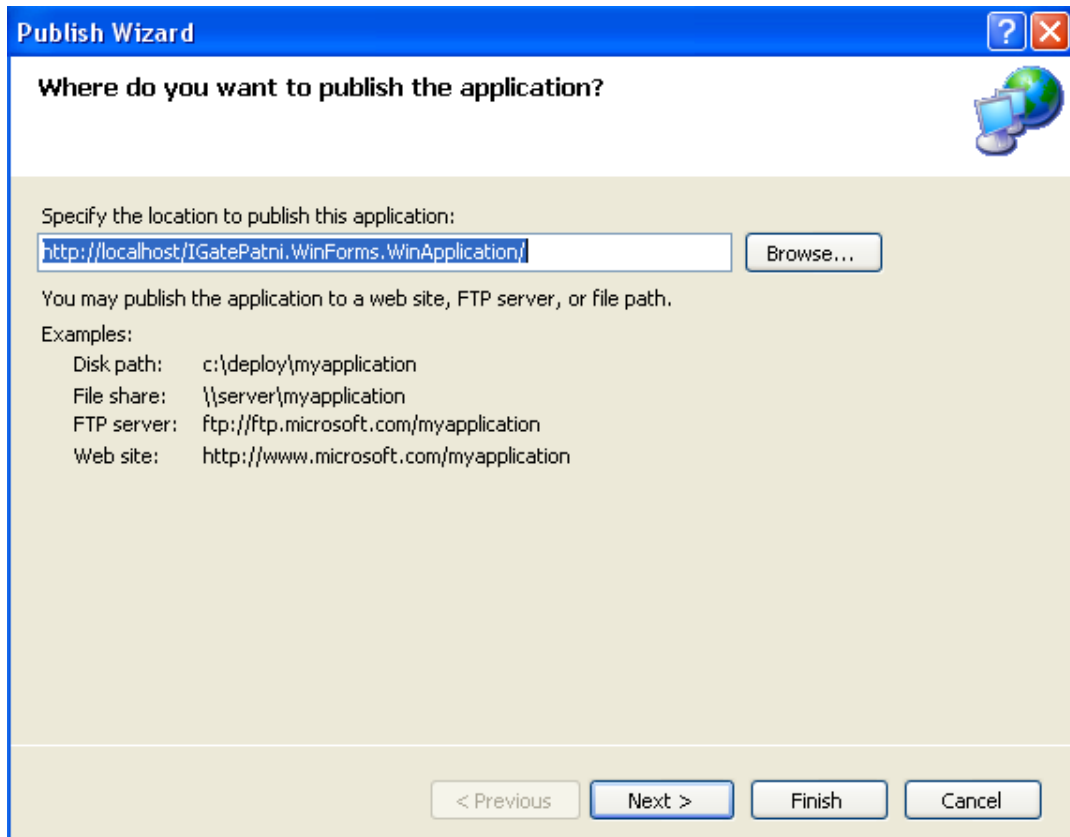 Publish Wizard
Where do you want to publish the application?
Specify the location to publish this application:
http://localhost/IGatePatni.WinForms.WinApplication/
Browse...
You may publish the application to a web site, FTP server, or file path.
Examples:
Disk path: c:\deploy\myapplication
File share: \\server\myapplication
FTP server: ftp://ftp.microsoft.com/myapplication
Web site: http://www.microsoft.com/myapplication
< Previous Next > Finish Cancel